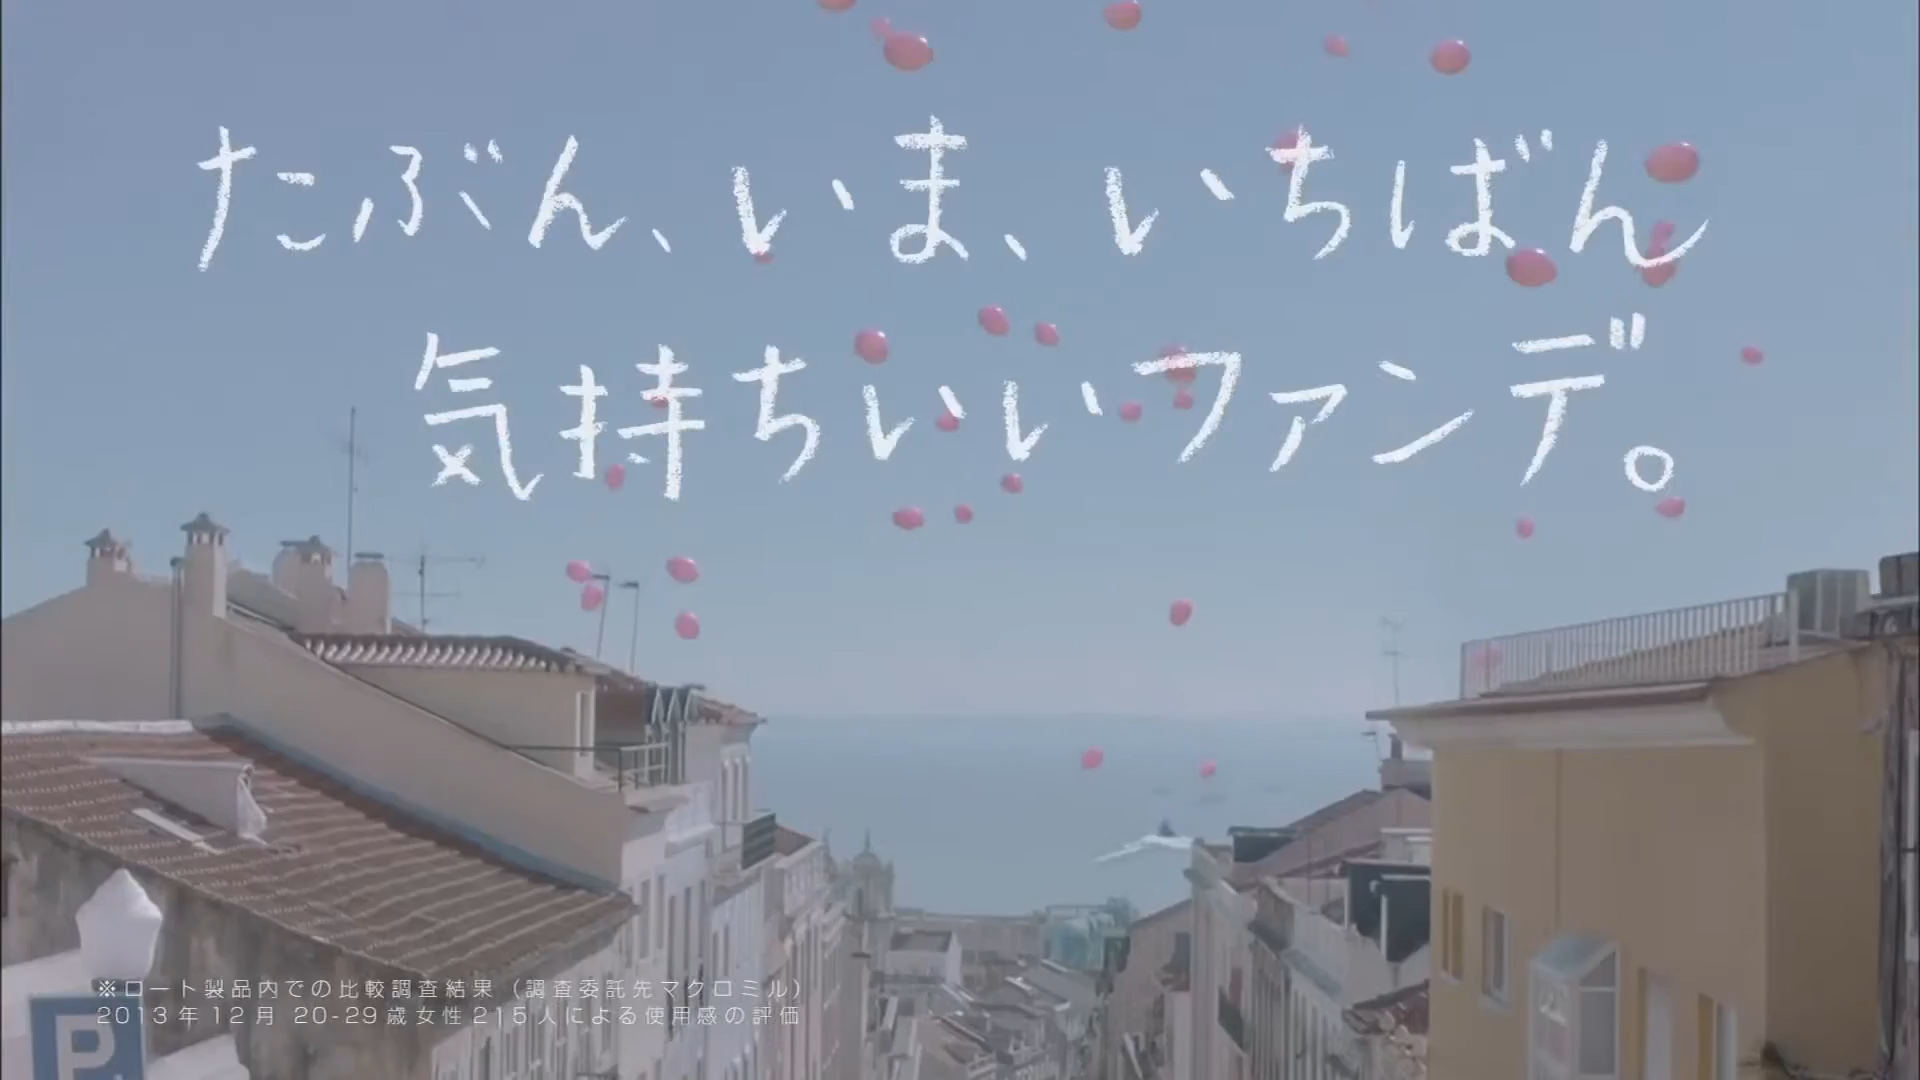 たぶん、いま、いちばん
気持ちいいファンデ。
※ロート製品内での比較調査結果（調査委託先マクロミル）
2013年12月 20-29歳女性215人による使用感の評価
P